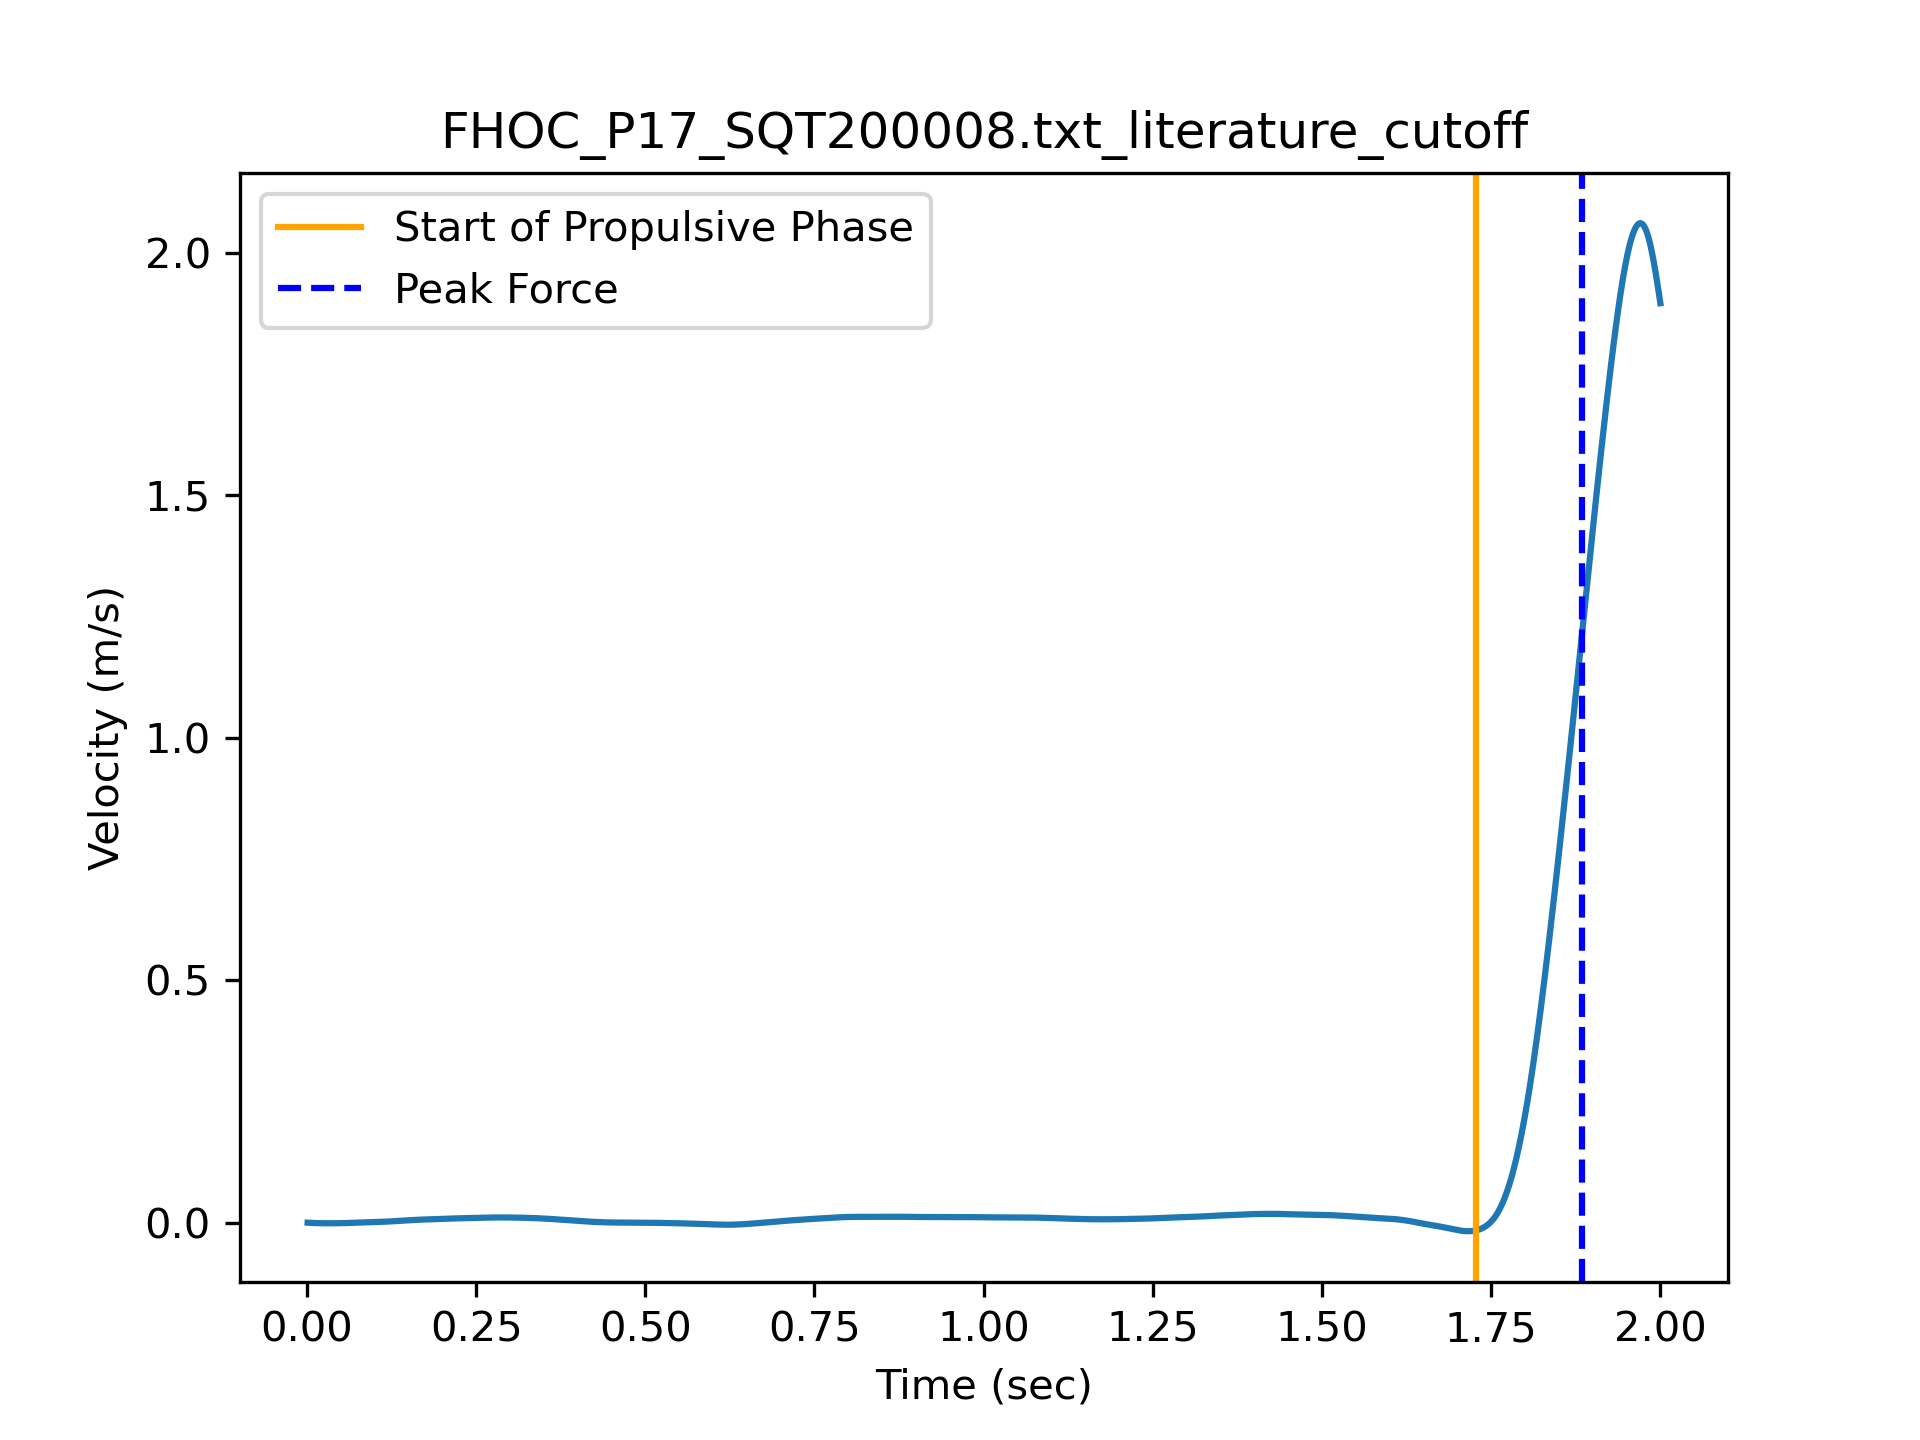 FHOC_P17_SQT200008.txt_literature_cutoff
Start of Propulsive Phase
Peak Force
2.0
1.5
1.0
0.5
0.0
Velocity (m/s)
0.00 0.25 0.50 0.75 1.00 1.25 1.50 1.75 2.00
Time (sec)